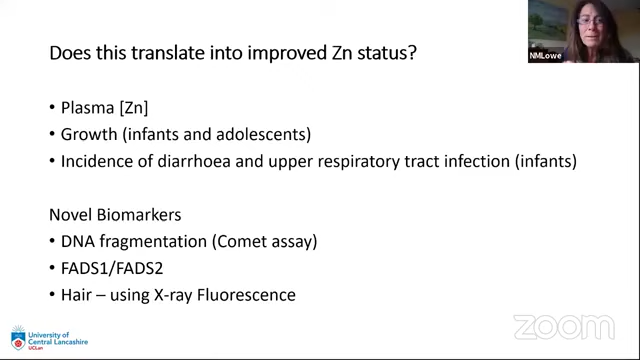 Does this translate into improved Zn status?
NMLowe
• Plasma [Zn]
• Growth (infants and adolescents)
• Incidence of diarrhoea and upper respiratory tract infection (infants)
Novel Biomarkers
• DNA fragmentation (Comet assay)
• FADS1/FADS2
• Hair – using X-ray Fluorescence
University of
Central Lancashire
UCLan
zoom